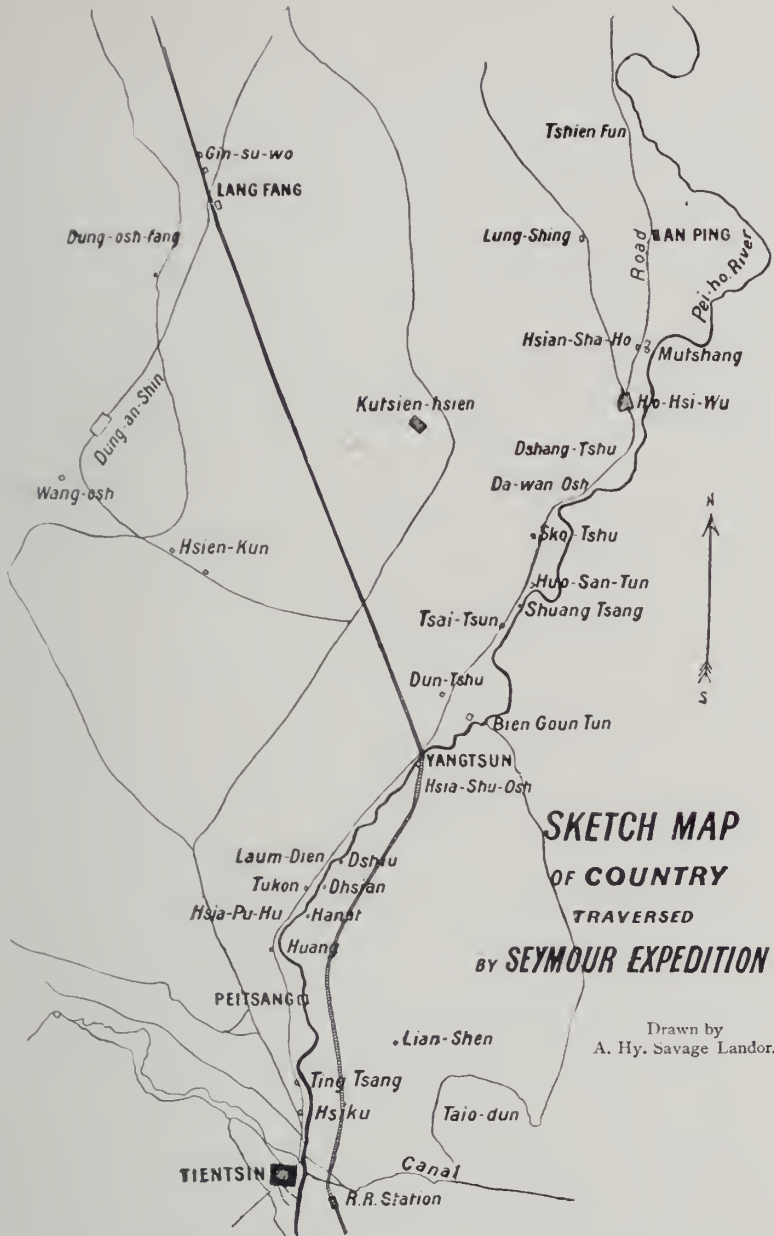 Tshien Fun
Gin-su-wo
LANG FANG
Dung-osh-fang
Lung-Shing
Road
AN PING
Pei-ho. River
Hsian-Sha-Ho
Mutshang
Kutsien-hsien
Ho-Hsi-Wu
Dung-an-Shin
Dshang-Tshu
Wang-osh
Da-wan Osh
N
Sko-Tshu
Hsien-Kun
Huo-San-Tun
Shuang Tsang
Tsai-Tsun
Dun-Tshu
S
Bien Goun Tun
YANGTSUN
Hsia-Shu-Osh
SKETCH MAP
OF COUNTRY
TRAVERSED
BY SEYMOUR EXPEDITION
Drawn by
A. Hy. Savage Landor.
Laum-Dien
Dshiu
Tukon
Dhsian
Hsia-Pu-Hu
Hanat
Huang
PEITSANG
Lian-Shen
Ting Tsang
Hsiku
Taio-dun
TIENTSIN
Canal
R.R. Station